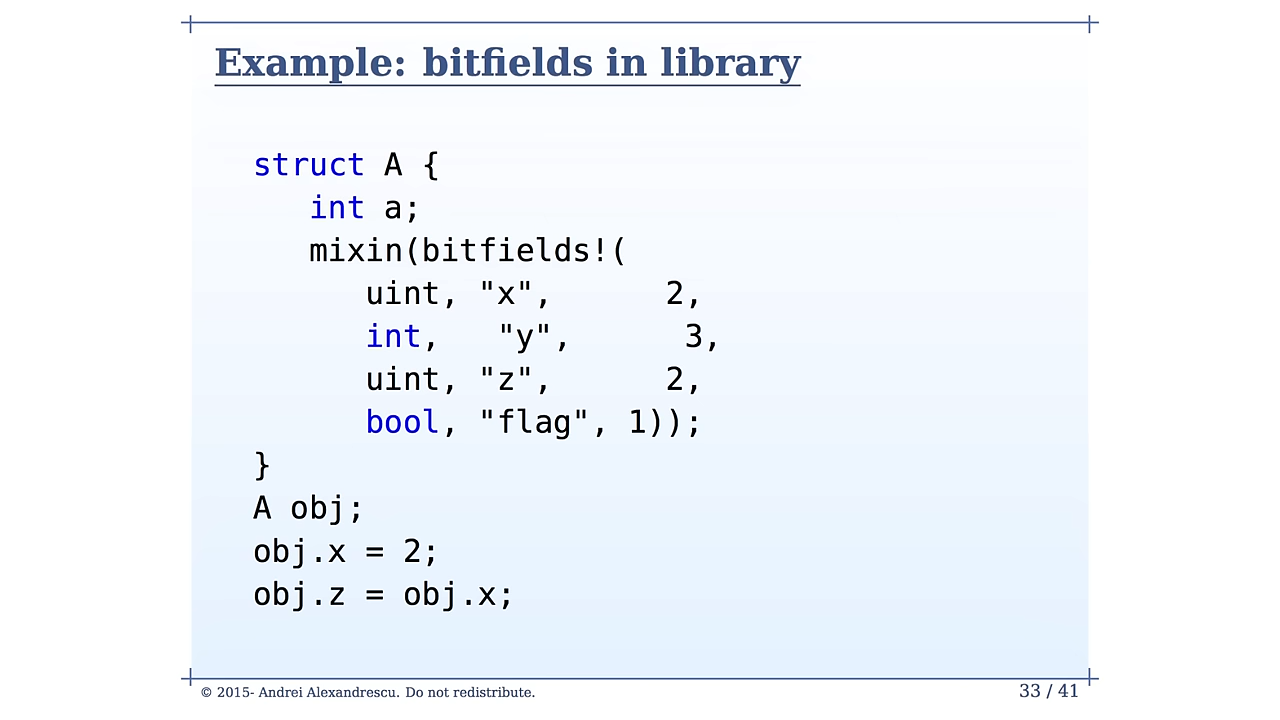 Example: bitfields in library
struct A {
   int a;
   mixin(bitfields!(
      uint, "x",      2,
      int,   "y",      3,
      uint, "z",      2,
      bool, "flag", 1));
}
A obj;
obj.x = 2;
obj.z = obj.x;
© 2015- Andrei Alexandrescu. Do not redistribute.
33 / 41